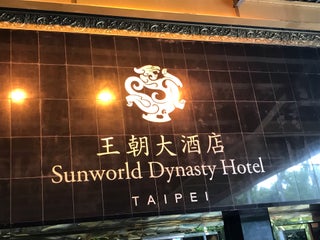 王朝大酒店
Sunworld Dynasty Hotel
TAIPEI